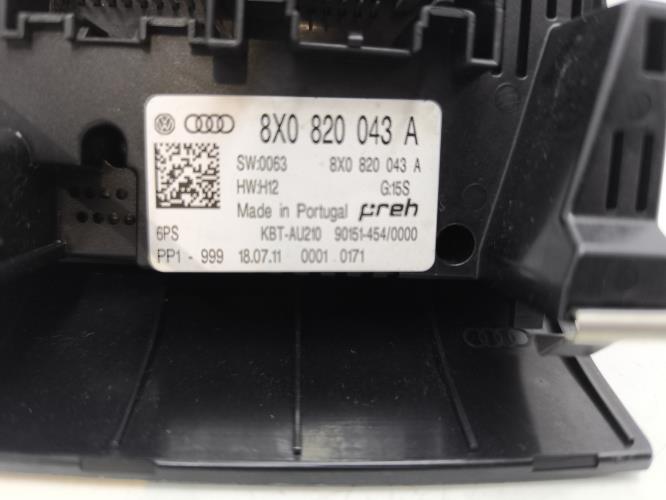 8X0 820 043 A
SW:0063 8X0 820 043 A
HW:H12 G:15S
Made in Portugal preh
6PS KBT-AU210 90151-454/0000
PP1 - 999 18.07.11 0001 0171